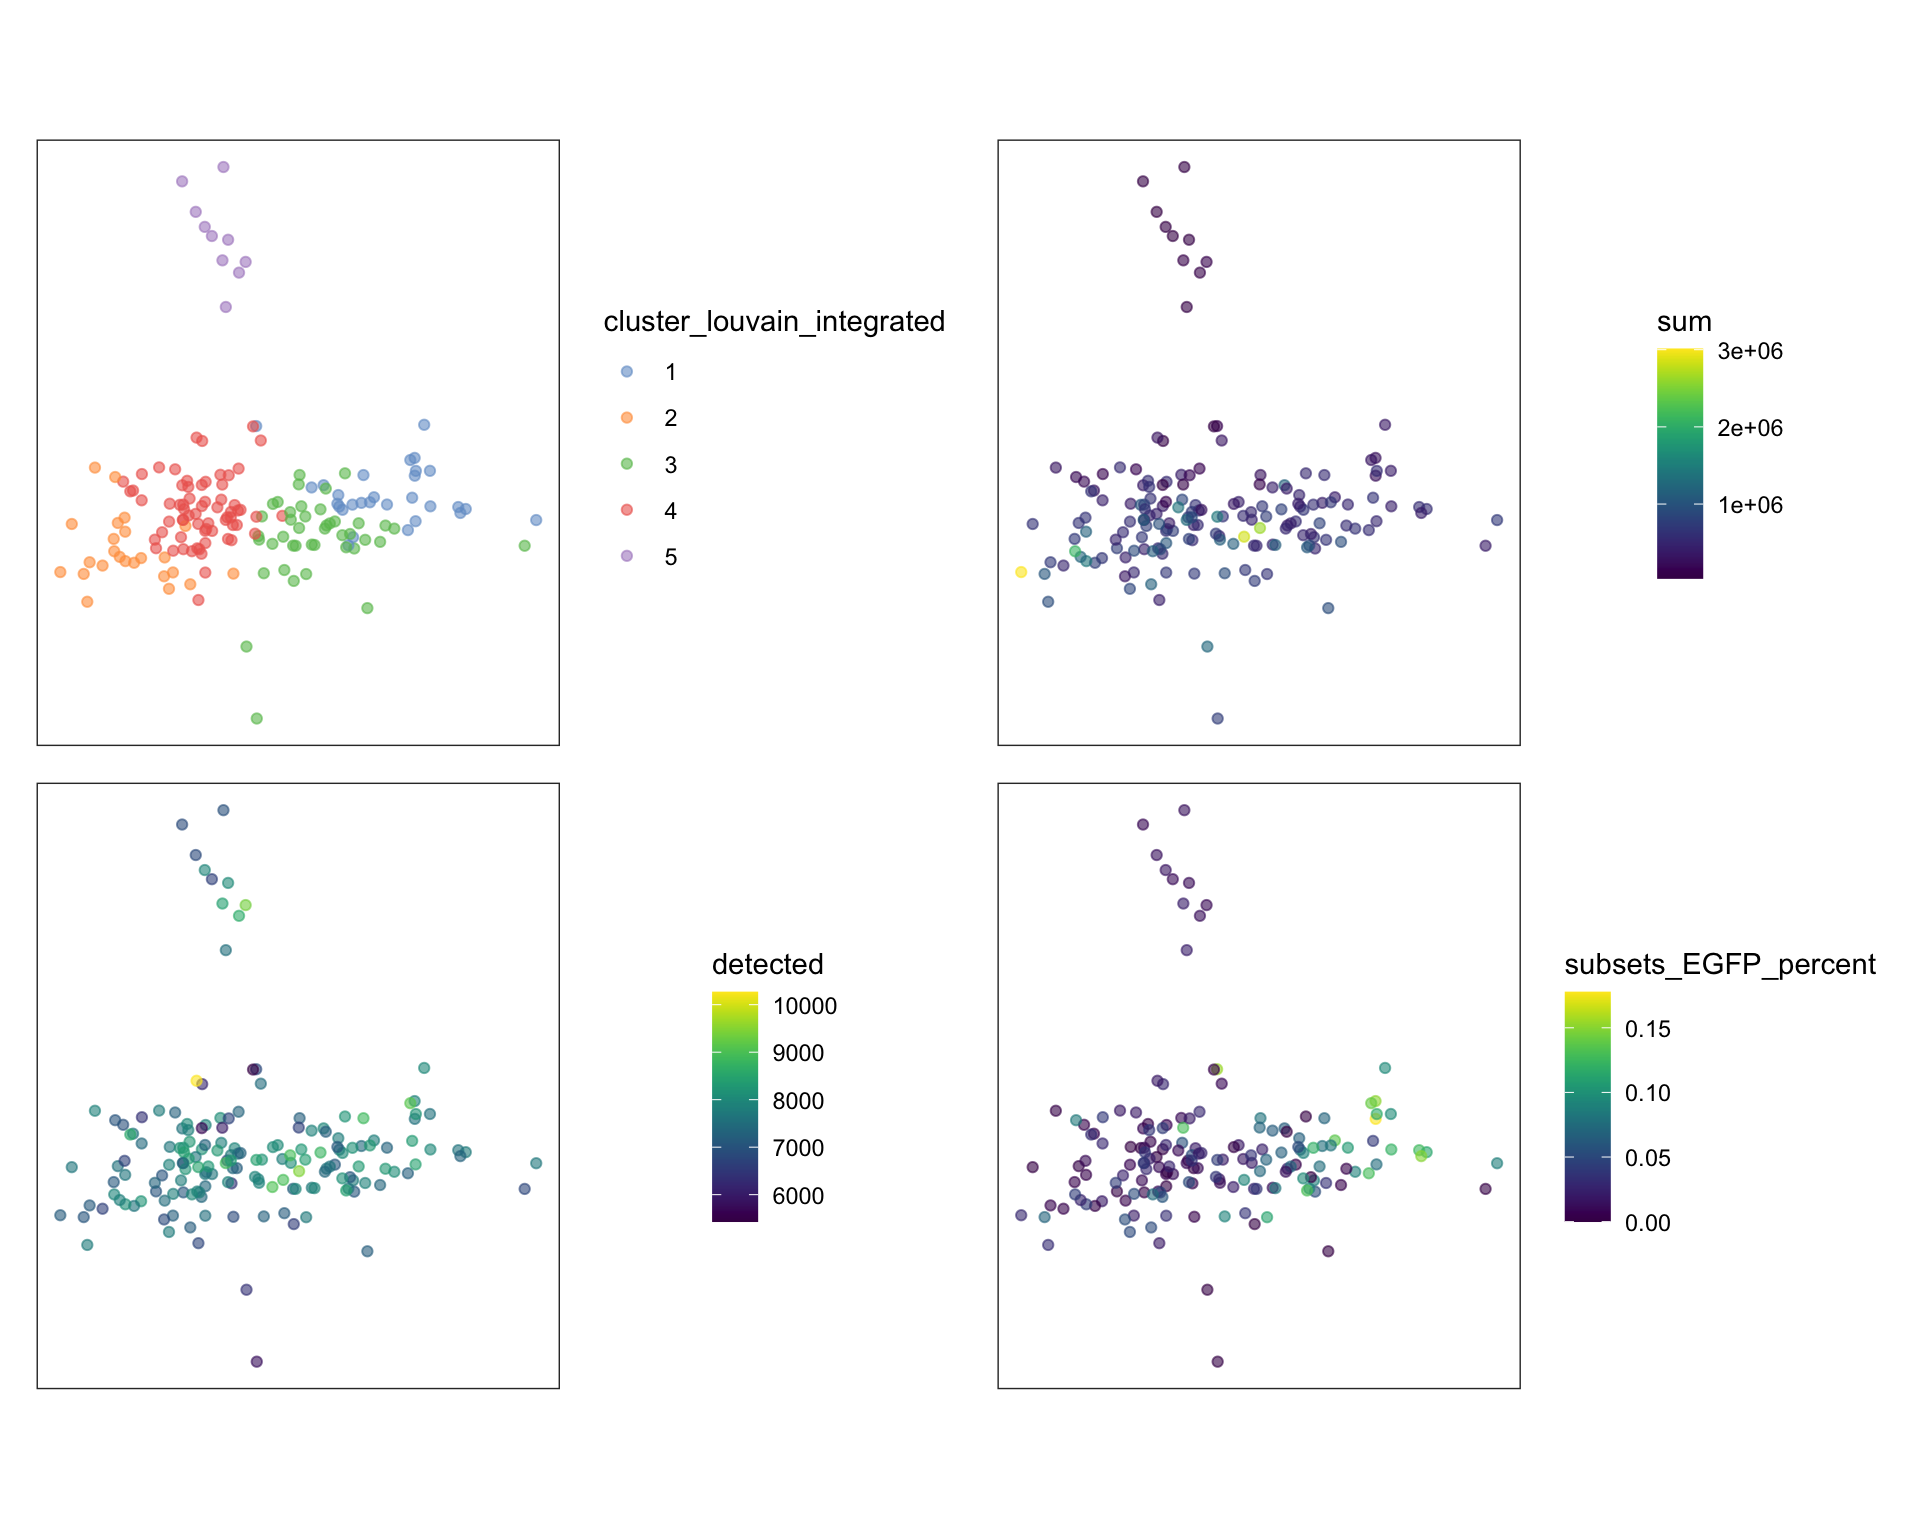 cluster_louvain_integrated
1
2
3
4
5
sum
3e+06
2e+06
1e+06
detected
10000
9000
8000
7000
6000
subsets_EGFP_percent
0.15
0.10
0.05
0.00